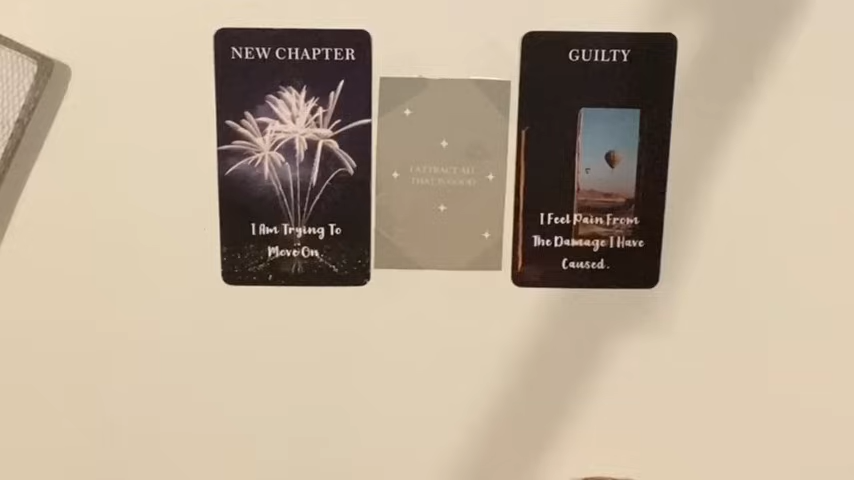 NEW CHAPTER
I Am Trying To
Move On.
I ATTRACT ALL
THAT IS GOOD
GUILTY
I Feel Pain From
The Damage I Have
Caused.